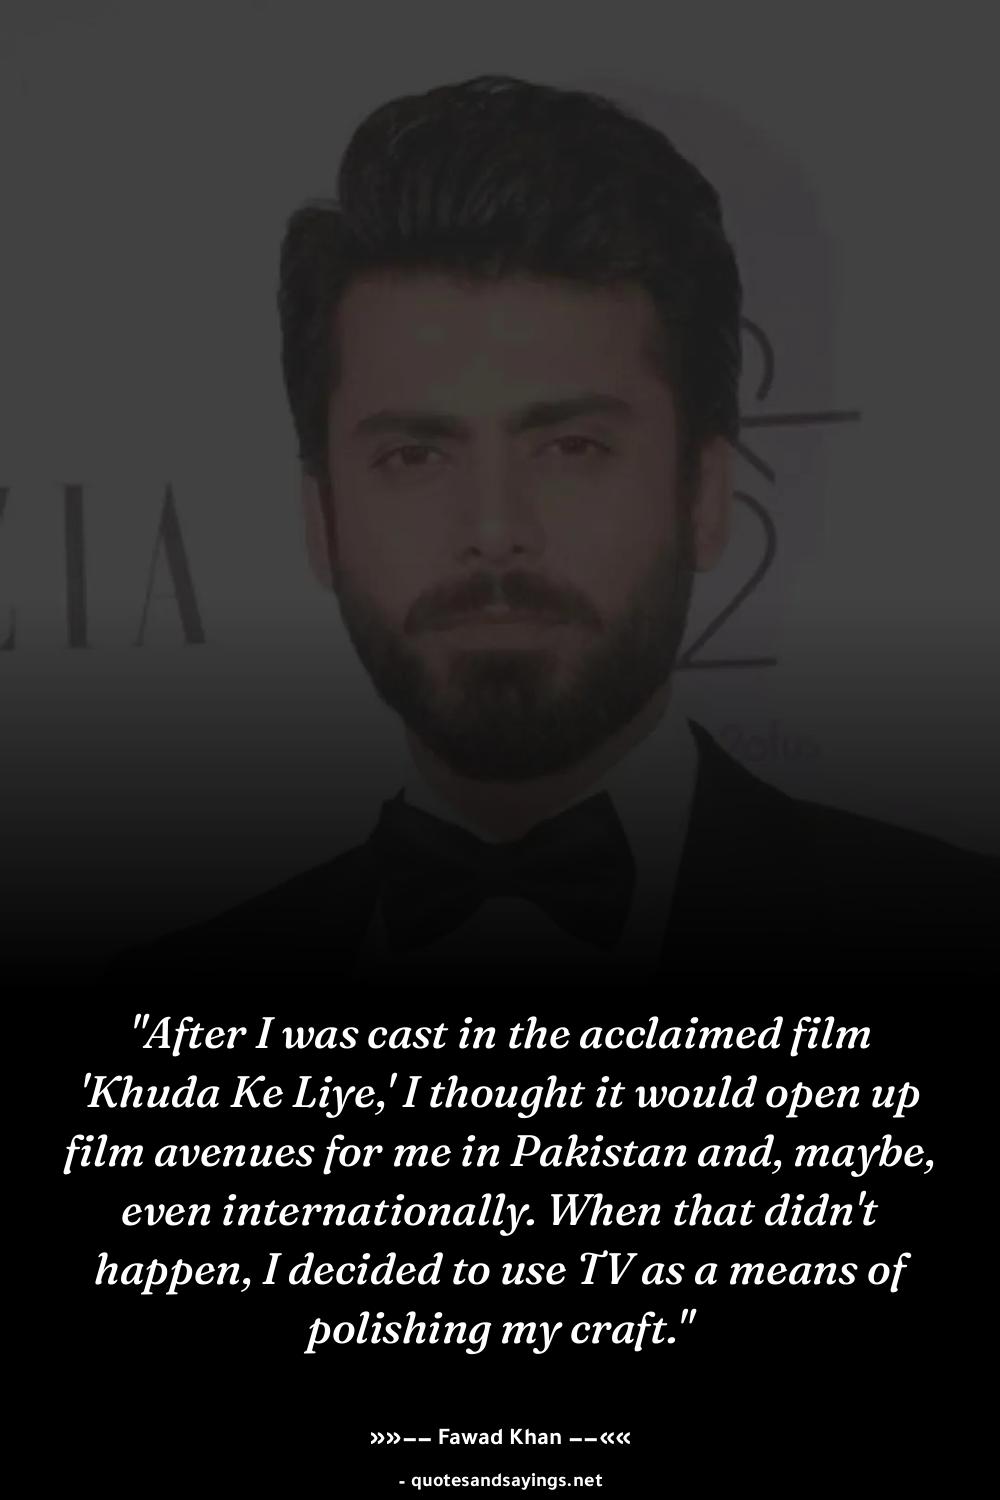 ZIA
2plus
"After I was cast in the acclaimed film
'Khuda Ke Liye,' I thought it would open up
film avenues for me in Pakistan and, maybe,
even internationally. When that didn't
happen, I decided to use TV as a means of
polishing my craft."
»»−− Fawad Khan −−««
- quotesandsayings.net